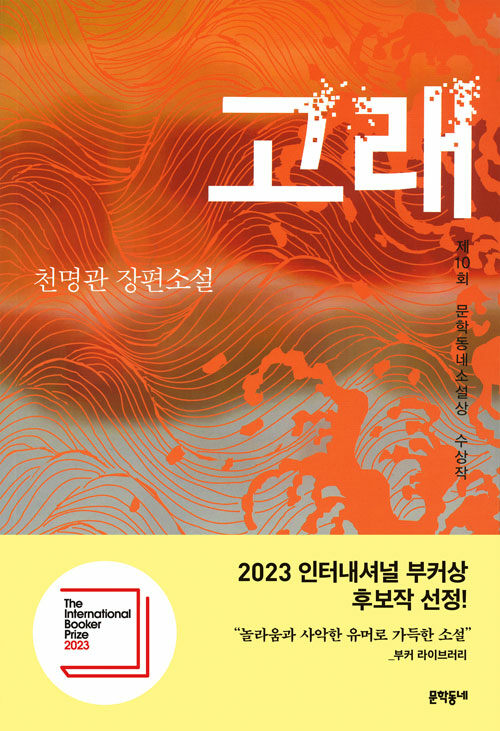 고래
제10회 문학동네소설상 수상작
천명관 장편소설
2023 인터내셔널 부커상
후보작 선정!
The
International
Booker
Prize
2023
“놀라움과 사악한 유머로 가득한 소설”
_부커 라이브러리
문학동네